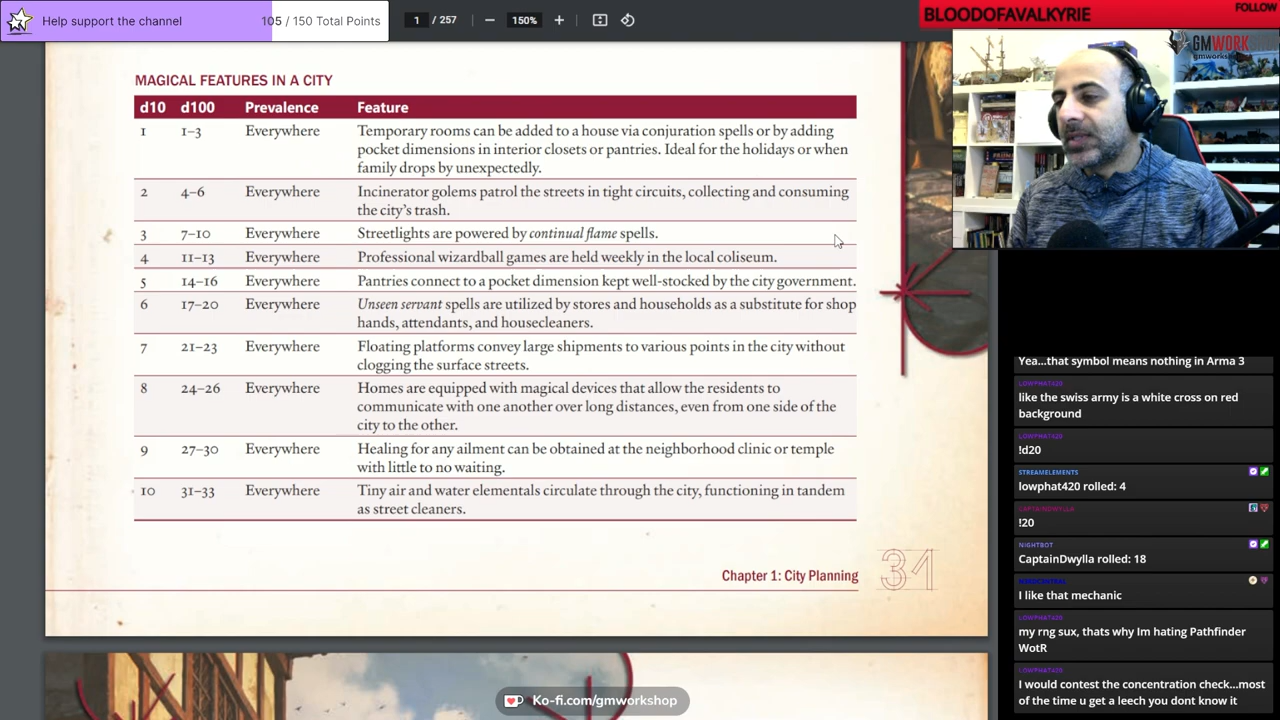 Help support the channel
105 / 150 Total Points
1 / 257
150%
BLOODOFAVALKYRIE
FOLLOW
GMWORK
gmworksh
MAGICAL FEATURES IN A CITY
d10 d100 Prevalence Feature
1 1–3 Everywhere Temporary rooms can be added to a house via conjuration spells or by adding
pocket dimensions in interior closets or pantries. Ideal for the holidays or when
family drops by unexpectedly.
2 4–6 Everywhere Incinerator golems patrol the streets in tight circuits, collecting and consuming
the city's trash.
3 7–10 Everywhere Streetlights are powered by continual flame spells.
4 11–13 Everywhere Professional wizardball games are held weekly in the local coliseum.
5 14–16 Everywhere Pantries connect to a pocket dimension kept well-stocked by the city government.
6 17–20 Everywhere Unseen servant spells are utilized by stores and households as a substitute for shop
hands, attendants, and housecleaners.
7 21–23 Everywhere Floating platforms convey large shipments to various points in the city without
clogging the surface streets.
8 24–26 Everywhere Homes are equipped with magical devices that allow the residents to
communicate with one another over long distances, even from one side of the
city to the other.
9 27–30 Everywhere Healing for any ailment can be obtained at the neighborhood clinic or temple
with little to no waiting.
10 31–33 Everywhere Tiny air and water elementals circulate through the city, functioning in tandem
as street cleaners.
Chapter 1: City Planning
31
Ko-fi.com/gmworkshop
Yea...that symbol means nothing in Arma 3
LOWPHAT420
like the swiss army is a white cross on red
background
LOWPHAT420
!d20
STREAMELEMENTS
lowphat420 rolled: 4
CAPTAINDWYLLA
!20
NIGHTBOT
CaptainDwylla rolled: 18
I like that mechanic
LOWPHAT420
my rng sux, thats why Im hating Pathfinder
WotR
LOWPHAT420
I would contest the concentration check...most
of the time u get a leech you dont know it